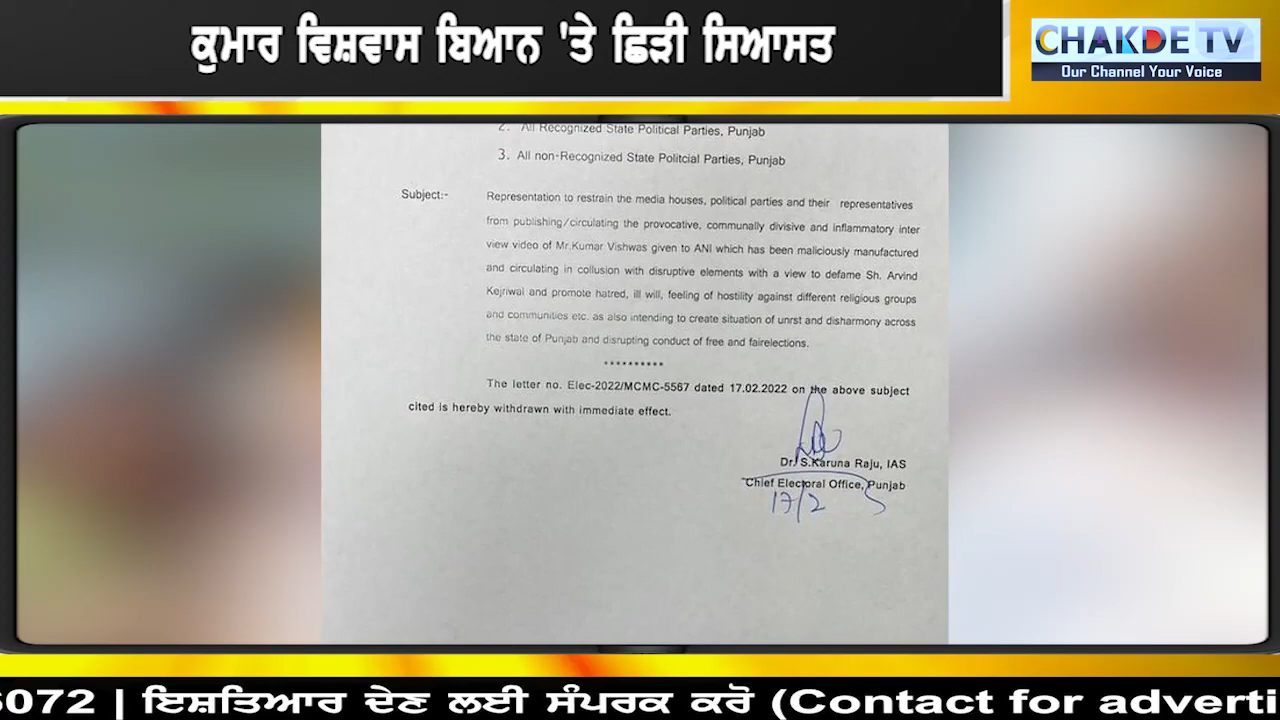 ਕੁਮਾਰ ਵਿਸ਼ਵਾਸ ਬਿਆਨ 'ਤੇ ਛਿੜੀ ਸਿਆਸਤ
CHAKDE TV
Our Channel Your Voice
2. All Recognized State Political Parties, Punjab
3. All non-Recognized State Politcial Parties, Punjab
Subject:- Representation to restrain the media houses, political parties and their representatives
from publishing/circulating the provocative, communally divisive and inflammatory inter
view video of Mr.Kumar Vishwas given to ANI which has been maliciously manufactured
and circulating in collusion with disruptive elements with a view to defame Sh. Arvind
Kejriwal and promote hatred, ill will, feeling of hostility against different religious groups
and communities etc. as also intending to create situation of unrst and disharmony across
the state of Punjab and disrupting conduct of free and fairelections.
**********
The letter no. Elec-2022/MCMC-5567 dated 17.02.2022 on the above subject
cited is hereby withdrawn with immediate effect.
Dr. S.Karuna Raju, IAS
Chief Electoral Office, Punjab
17/2
6072 | ਇਸ਼ਤਿਆਰ ਦੇਣ ਲਈ ਸੰਪਰਕ ਕਰੋ (Contact for adverti